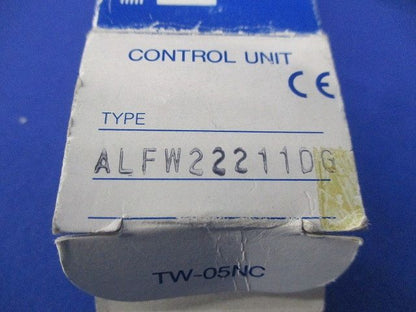 CONTROL UNIT
CE
TYPE
ALFW22211DG
TW-05NC